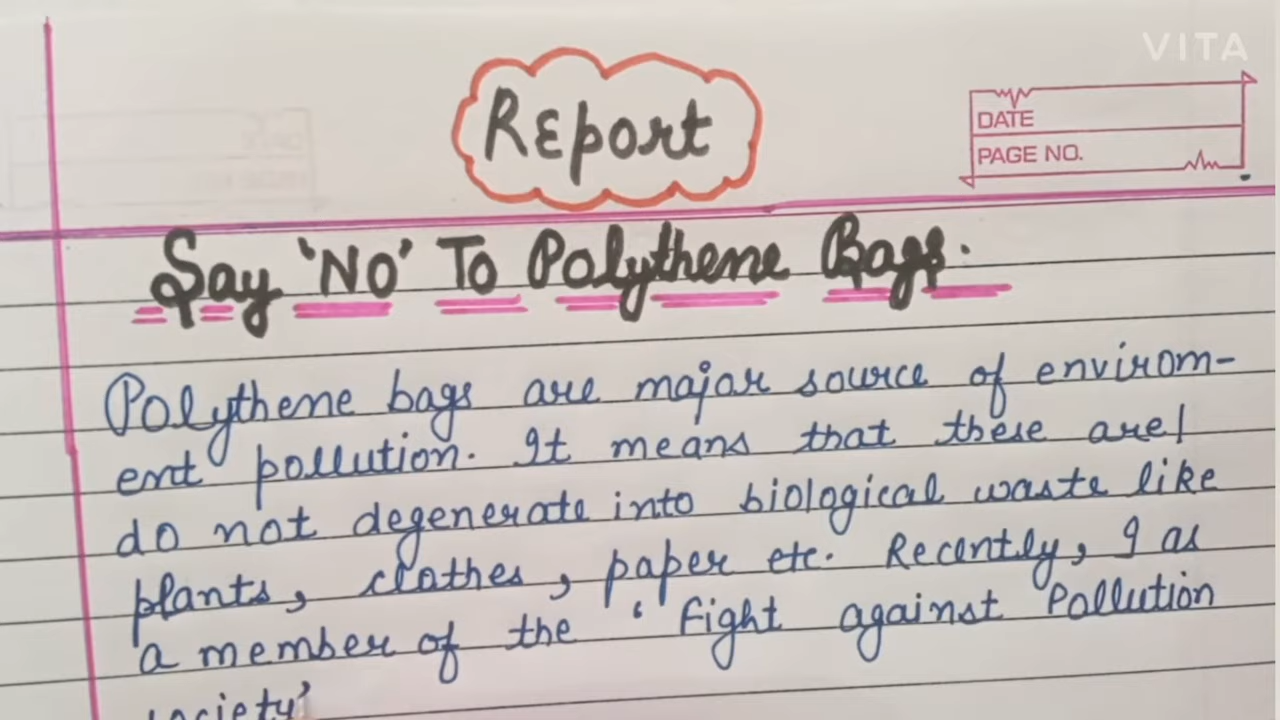 VITA
Report
DATE
PAGE NO.
Say 'NO' To Polythene Bags.
Polythene bags are major source of envirom-
ent pollution. It means that these are/
do not degenerate into biological waste like
plants, clothes, paper etc. Recently, I as
a member of the ' Fight against Pollution
society'